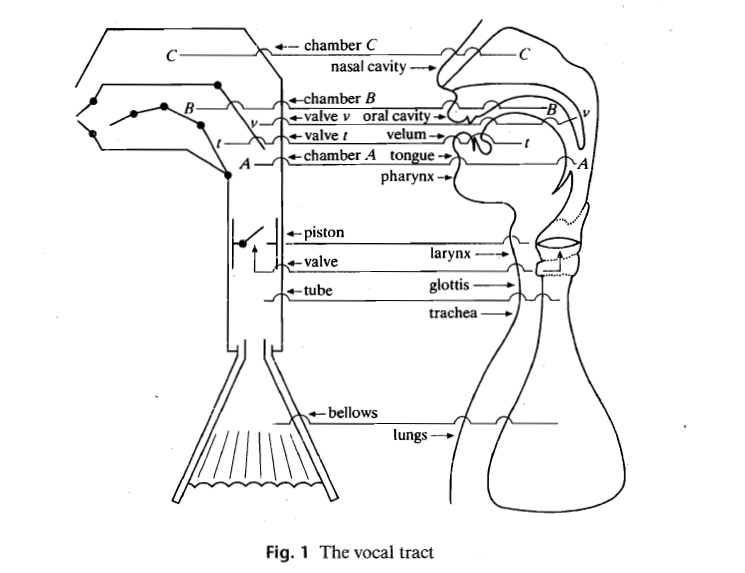 C chamber C C
nasal cavity
B chamber B B
v valve v oral cavity v
t valve t velum t
A chamber A tongue A
pharynx
piston
larynx
valve
glottis
tube
trachea
bellows
lungs
Fig. 1 The vocal tract